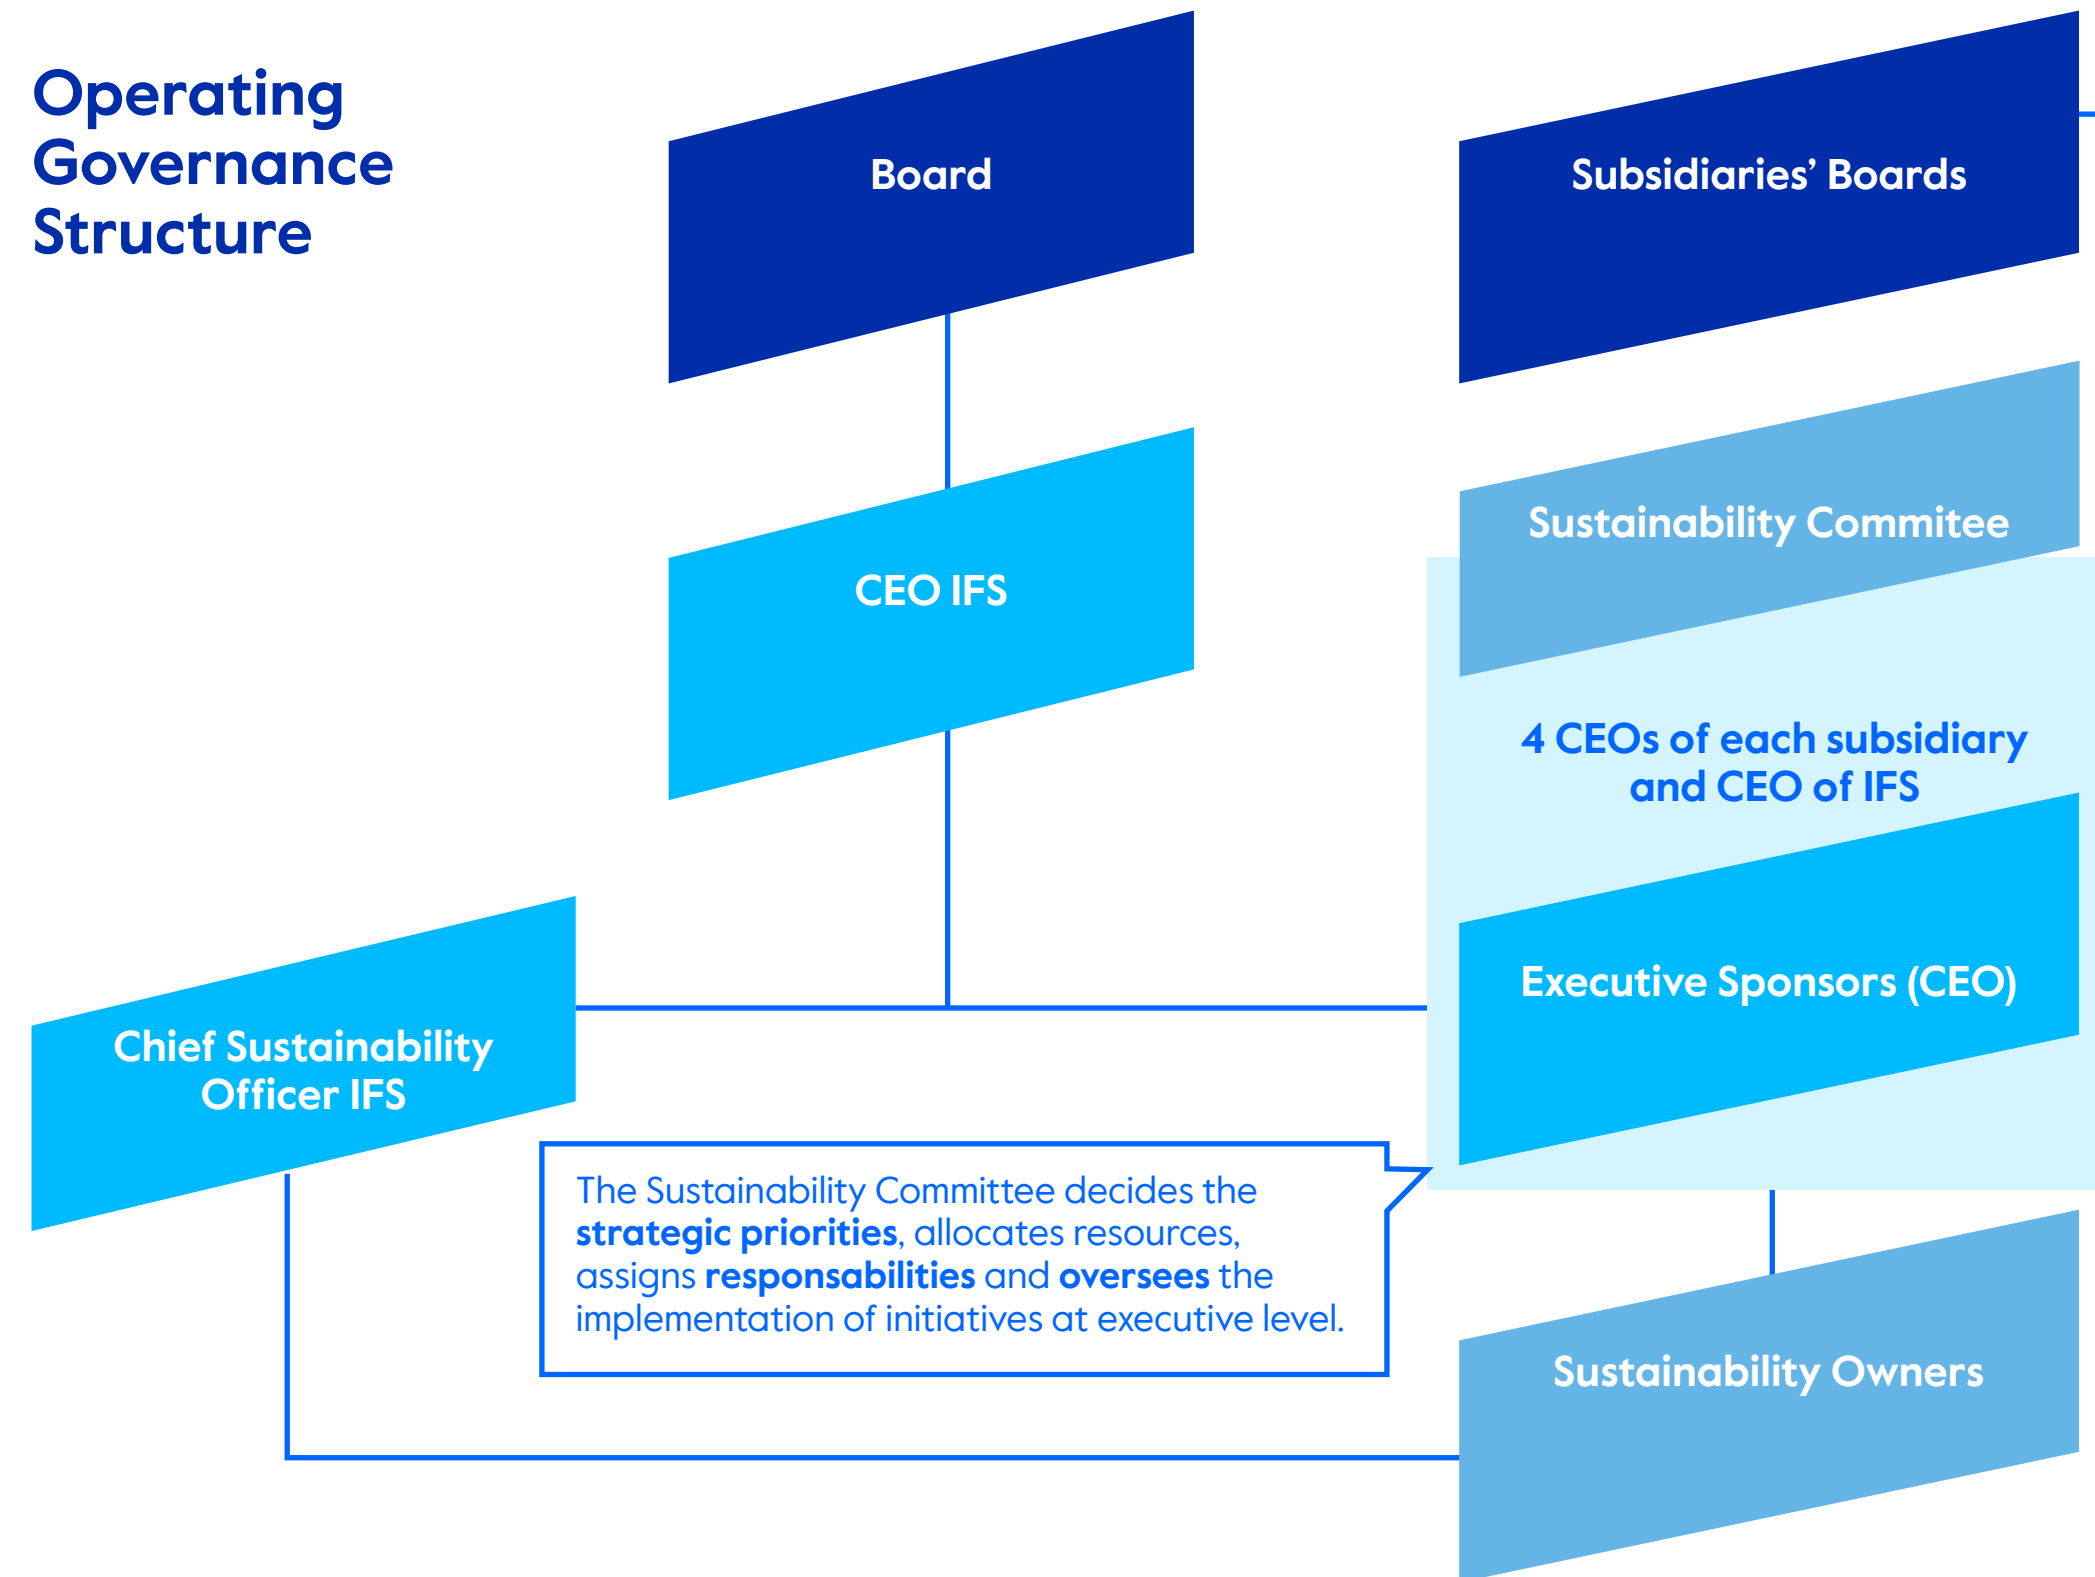 Operating
Governance
Structure
Board
Subsidiaries’ Boards
Sustainability Commitee
CEO IFS
4 CEOs of each subsidiary
and CEO of IFS
Executive Sponsors (CEO)
Chief Sustainability
Officer IFS
The Sustainability Committee decides the
strategic priorities, allocates resources,
assigns responsabilities and oversees the
implementation of initiatives at executive level.
Sustainability Owners